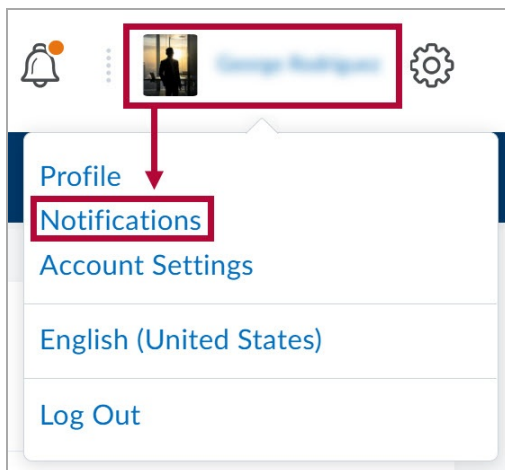 Profile
Notifications
Account Settings
English (United States)
Log Out